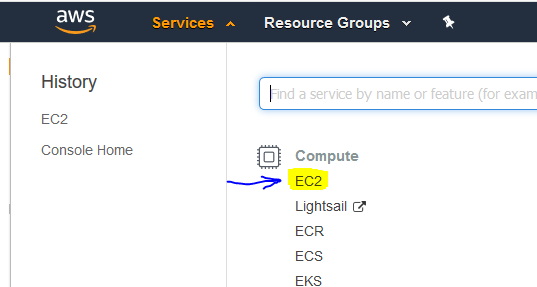 aws Services Resource Groups
History
EC2
Console Home
Find a service by name or feature (for exam
Compute
EC2
Lightsail
ECR
ECS
EKS